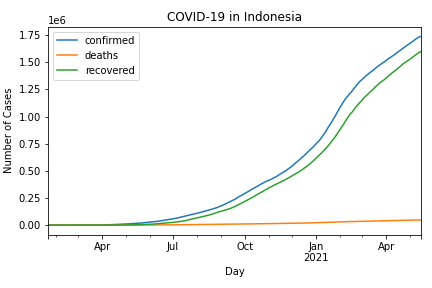 COVID-19 in Indonesia
1e6
confirmed
deaths
recovered
1.75
1.50
1.25
1.00
0.75
0.50
0.25
0.00
Number of Cases
Apr
Jul
Oct
Jan
2021
Apr
Day